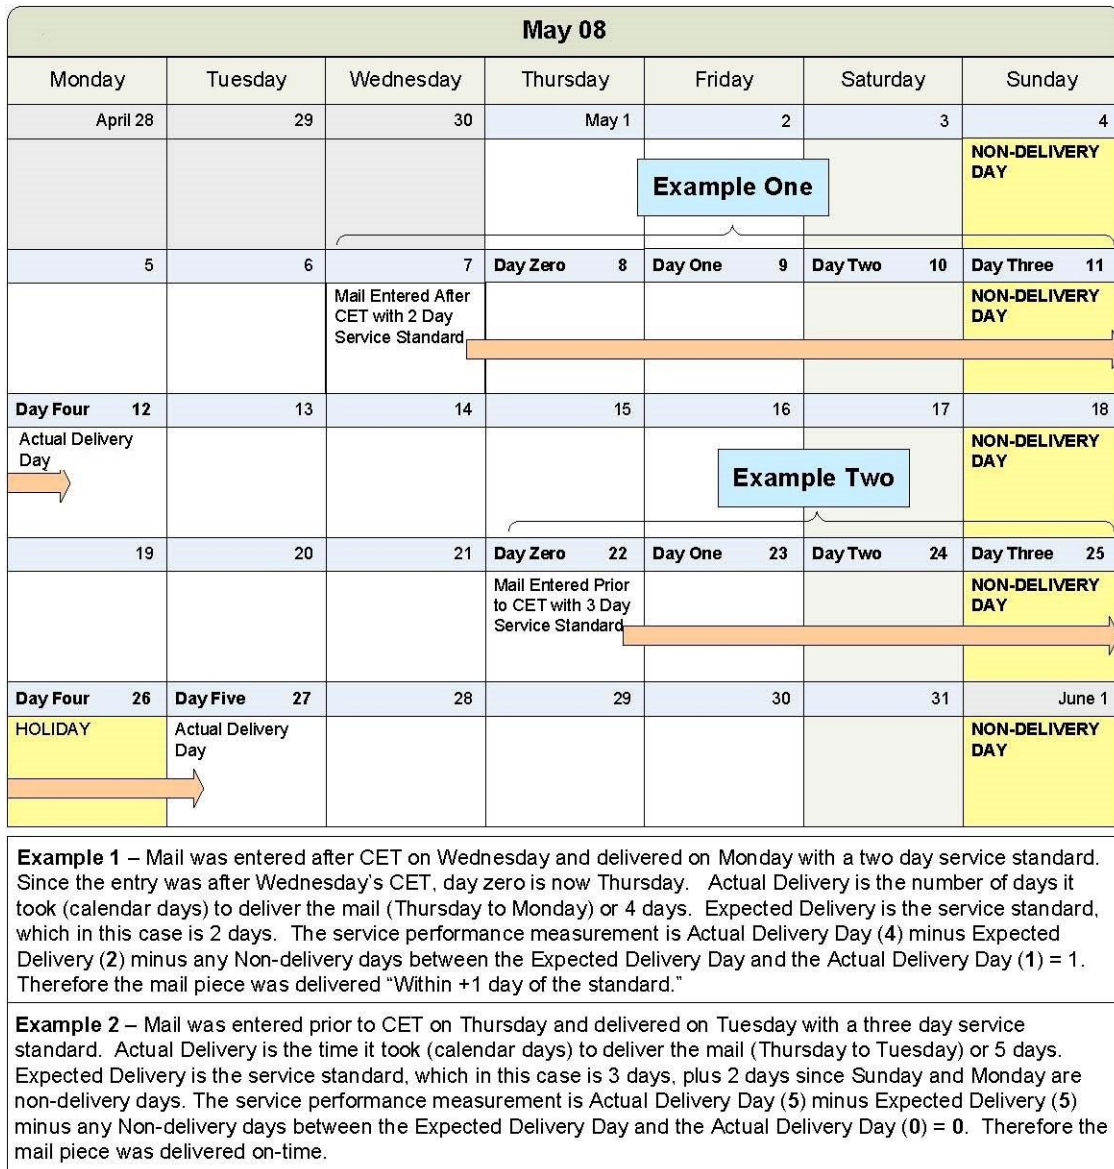 May 08
Monday Tuesday Wednesday Thursday Friday Saturday Sunday
April 28 29 30 May 1 2 3 4
NON-DELIVERY
DAY
Example One
5 6 7 Day Zero 8 Day One 9 Day Two 10 Day Three 11
Mail Entered After
CET with 2 Day
Service Standard
NON-DELIVERY
DAY
Day Four 12 13 14 15 16 17 18
Actual Delivery
Day
NON-DELIVERY
DAY
Example Two
19 20 21 Day Zero 22 Day One 23 Day Two 24 Day Three 25
Mail Entered Prior
to CET with 3 Day
Service Standard
NON-DELIVERY
DAY
Day Four 26 Day Five 27 28 29 30 31 June 1
HOLIDAY
Actual Delivery
Day
NON-DELIVERY
DAY
Example 1 – Mail was entered after CET on Wednesday and delivered on Monday with a two day service standard.
Since the entry was after Wednesday's CET, day zero is now Thursday. Actual Delivery is the number of days it
took (calendar days) to deliver the mail (Thursday to Monday) or 4 days. Expected Delivery is the service standard,
which in this case is 2 days. The service performance measurement is Actual Delivery Day (4) minus Expected
Delivery (2) minus any Non-delivery days between the Expected Delivery Day and the Actual Delivery Day (1) = 1.
Therefore the mail piece was delivered “Within +1 day of the standard.”
Example 2 – Mail was entered prior to CET on Thursday and delivered on Tuesday with a three day service
standard. Actual Delivery is the time it took (calendar days) to deliver the mail (Thursday to Tuesday) or 5 days.
Expected Delivery is the service standard, which in this case is 3 days, plus 2 days since Sunday and Monday are
non-delivery days. The service performance measurement is Actual Delivery Day (5) minus Expected Delivery (5)
minus any Non-delivery days between the Expected Delivery Day and the Actual Delivery Day (0) = 0. Therefore the
mail piece was delivered on-time.